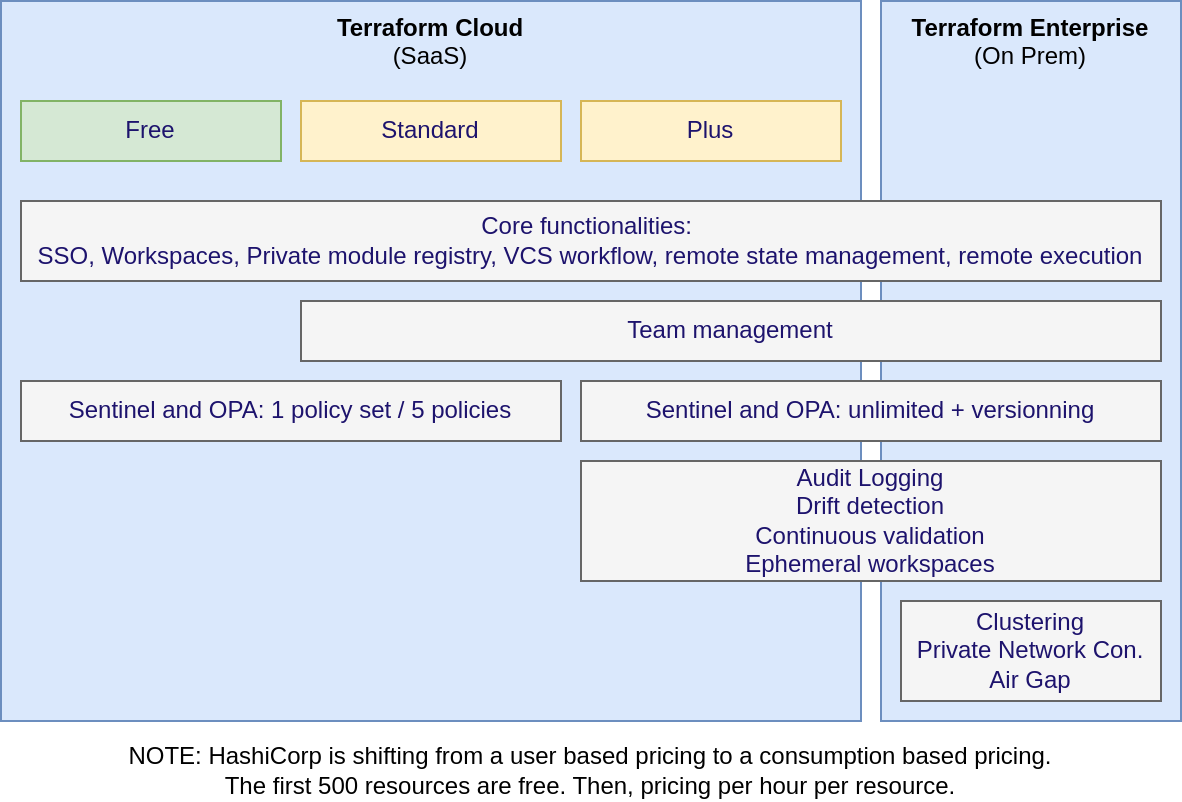 Terraform Cloud
(SaaS)
Terraform Enterprise
(On Prem)
Free
Standard
Plus
Core functionalities:
SSO, Workspaces, Private module registry, VCS workflow, remote state management, remote execution
Team management
Sentinel and OPA: 1 policy set / 5 policies
Sentinel and OPA: unlimited + versionning
Audit Logging
Drift detection
Continuous validation
Ephemeral workspaces
Clustering
Private Network Con.
Air Gap
NOTE: HashiCorp is shifting from a user based pricing to a consumption based pricing.
The first 500 resources are free. Then, pricing per hour per resource.